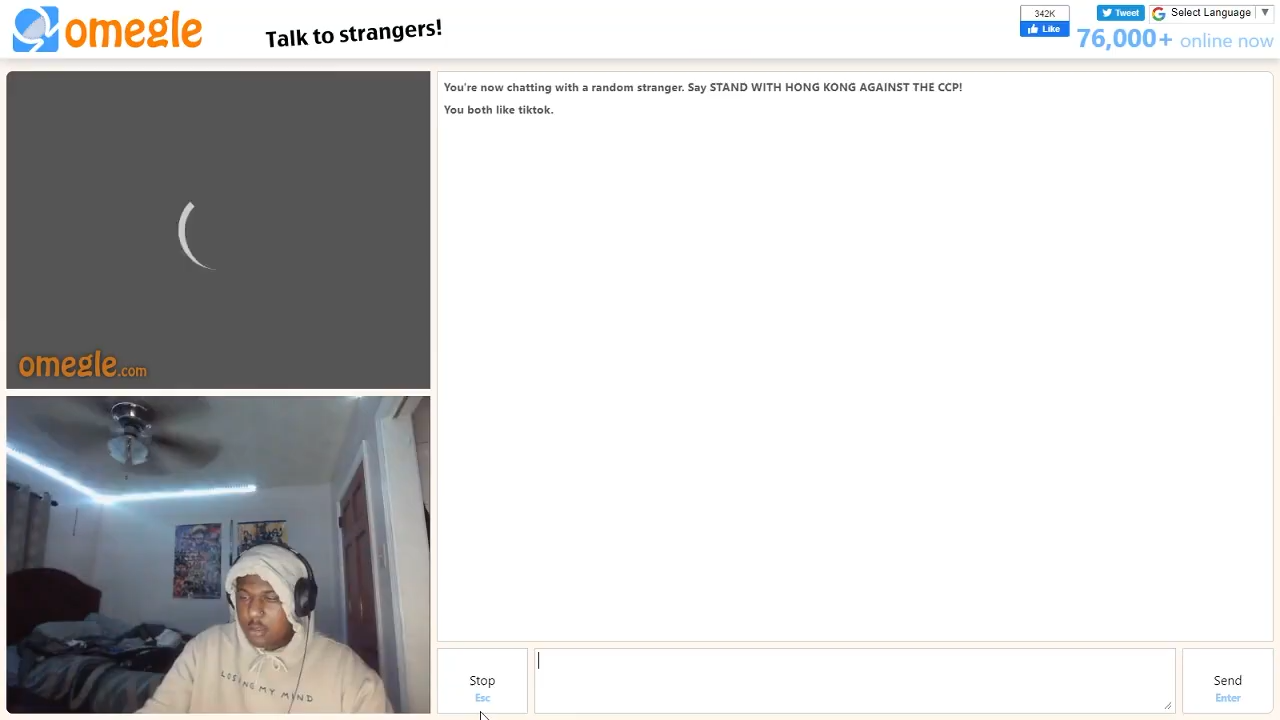 omegle
Talk to strangers!
342K
Like
Tweet
Select Language
76,000+ online now
You're now chatting with a random stranger. Say STAND WITH HONG KONG AGAINST THE CCP!
You both like tiktok.
omegle.com
LOSING MY MIND
Stop
Esc
Send
Enter